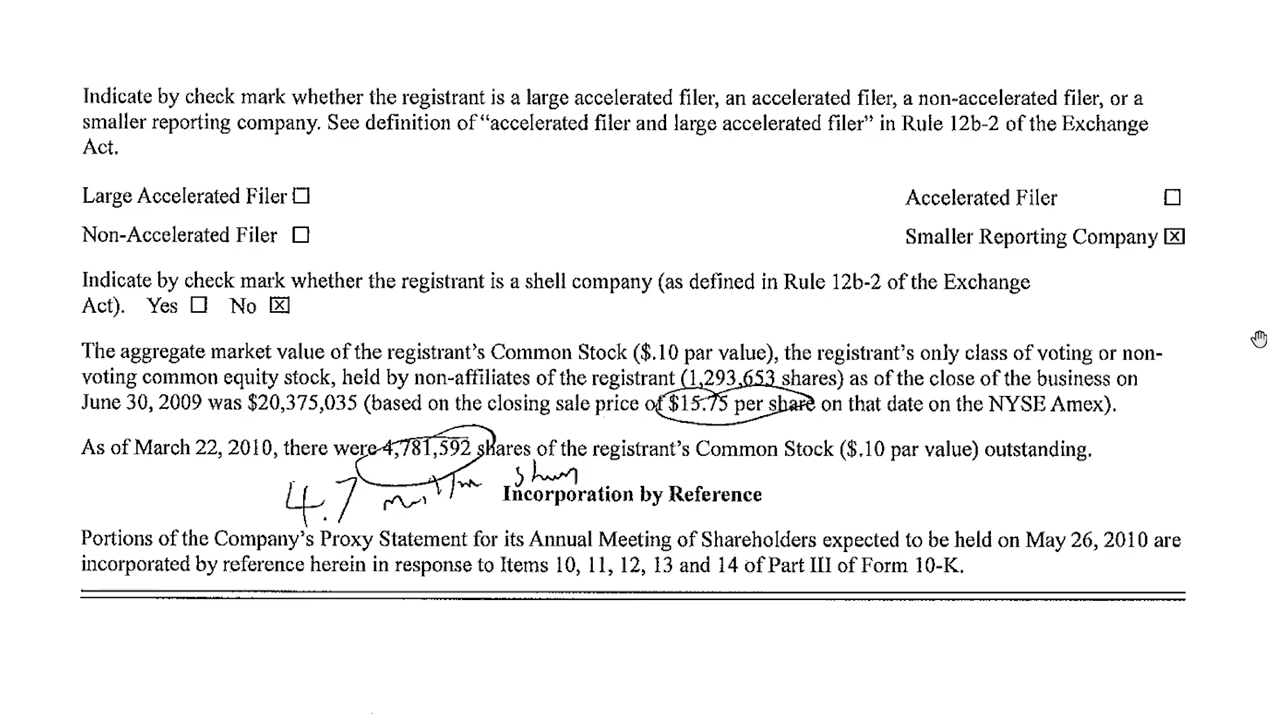 Indicate by check mark whether the registrant is a large accelerated filer, an accelerated filer, a non-accelerated filer, or a
smaller reporting company. See definition of "accelerated filer and large accelerated filer" in Rule 12b-2 of the Exchange
Act.
Large Accelerated Filer ☐ Accelerated Filer ☐
Non-Accelerated Filer ☐ Smaller Reporting Company ☒
Indicate by check mark whether the registrant is a shell company (as defined in Rule 12b-2 of the Exchange
Act). Yes ☐ No ☒
The aggregate market value of the registrant's Common Stock ($.10 par value), the registrant's only class of voting or non-
voting common equity stock, held by non-affiliates of the registrant (1,293,653 shares) as of the close of the business on
June 30, 2009 was $20,375,035 (based on the closing sale price of $15.75 per share on that date on the NYSE Amex).
As of March 22, 2010, there were 4,781,592 shares of the registrant's Common Stock ($.10 par value) outstanding.
4.7 million
Incorporation by Reference
Portions of the Company's Proxy Statement for its Annual Meeting of Shareholders expected to be held on May 26, 2010 are
incorporated by reference herein in response to Items 10, 11, 12, 13 and 14 of Part III of Form 10-K.